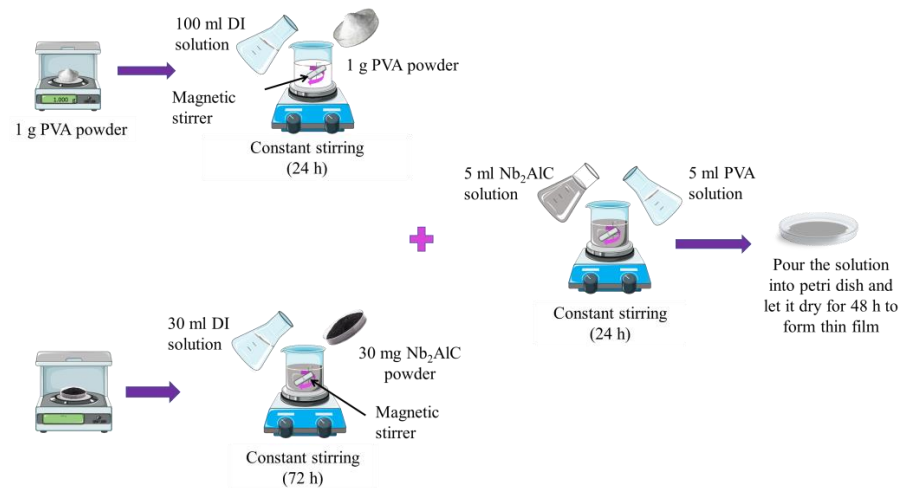 100 ml DI
solution
1 g PVA powder
Magnetic
stirrer
1.000 g
1 g PVA powder
Constant stirring
(24 h)
5 ml Nb₂AlC
solution
5 ml PVA
solution
Constant stirring
(24 h)
Pour the solution
into petri dish and
let it dry for 48 h to
form thin film
30 ml DI
solution
30 mg Nb₂AlC
powder
Magnetic
stirrer
Constant stirring
(72 h)